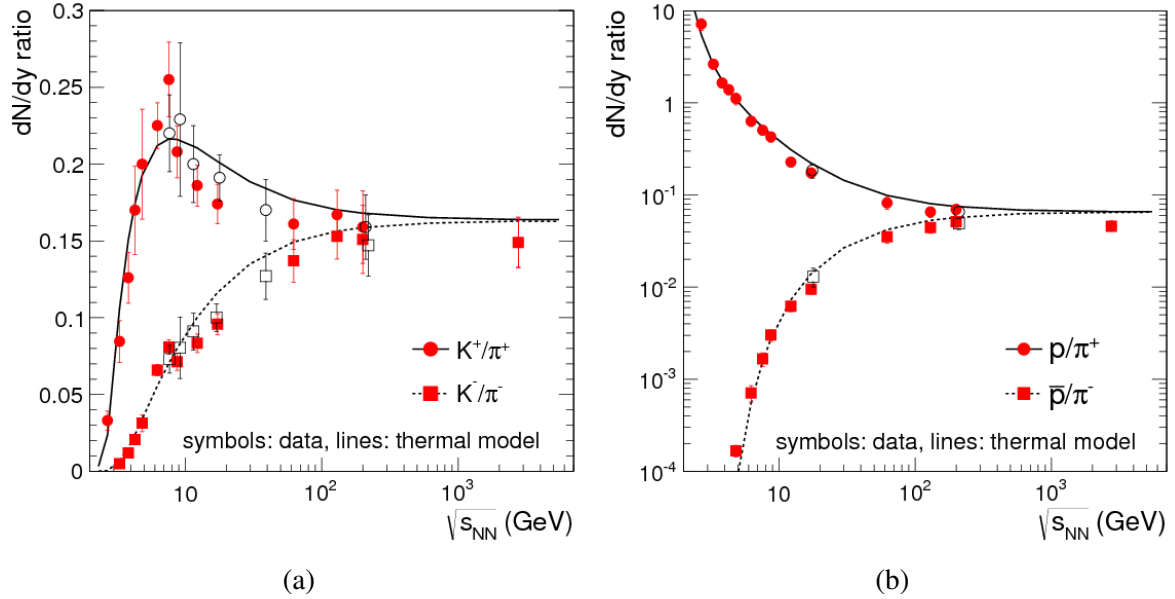 dN/dy ratio
0.3
0.25
0.2
0.15
0.1
0.05
0
K⁺/π⁺
K⁻/π⁻
symbols: data, lines: thermal model
10
10²
10³
√s_NN (GeV)
(a)
dN/dy ratio
10
1
10⁻¹
10⁻²
10⁻³
10⁻⁴
p/π⁺
p̅/π⁻
symbols: data, lines: thermal model
10
10²
10³
√s_NN (GeV)
(b)